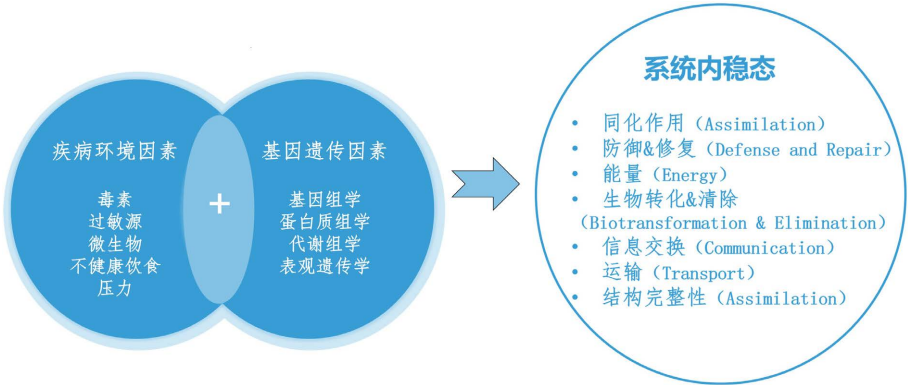 疾病环境因素
毒素
过敏源
微生物
不健康饮食
压力
+
基因遗传因素
基因组学
蛋白质组学
代谢组学
表观遗传学
系统内稳态
• 同化作用（Assimilation）
• 防御&修复（Defense and Repair）
• 能量（Energy）
• 生物转化&清除
（Biotransformation & Elimination）
• 信息交换（Communication）
• 运输（Transport）
• 结构完整性（Assimilation）